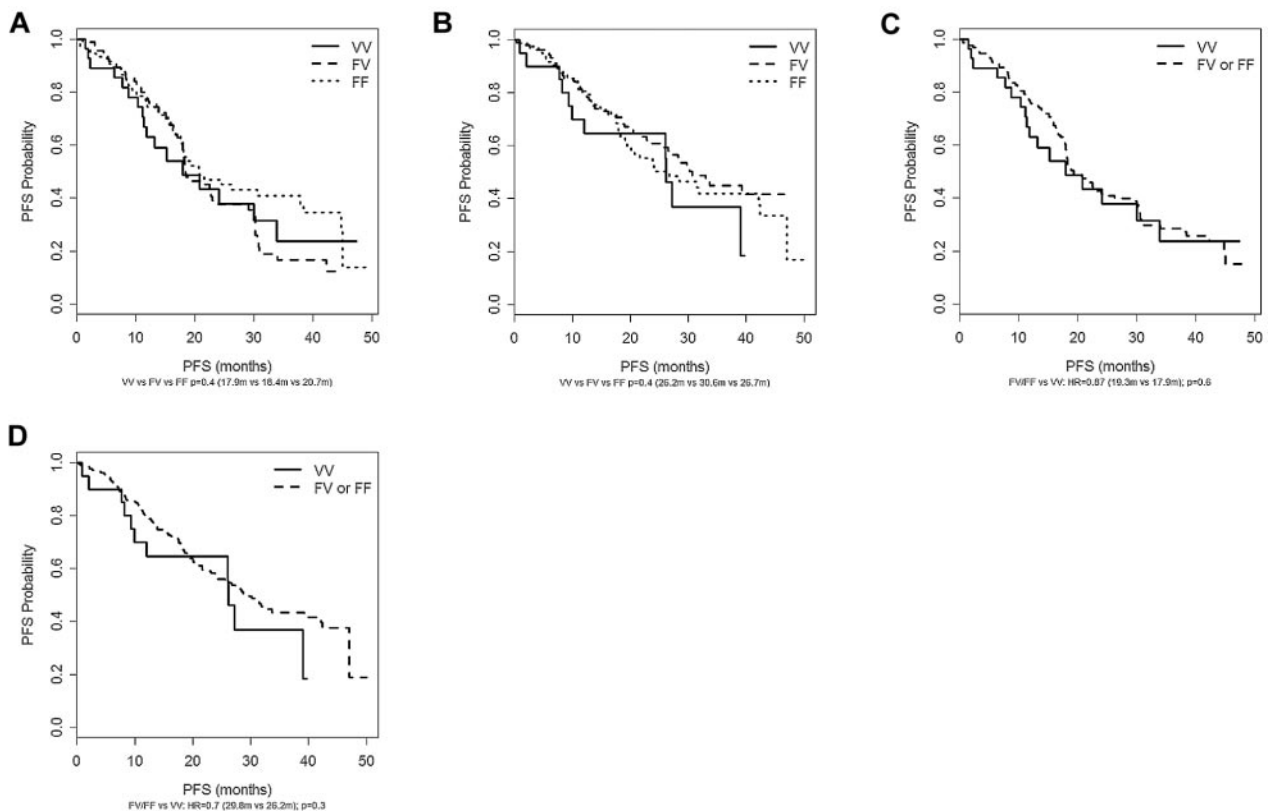 A
VV
FV
FF
PFS Probability
1.0
0.8
0.6
0.4
0.2
0.0
0 10 20 30 40 50
PFS (months)
VV vs FV vs FF p=0.4 (17.9m vs 18.4m vs 20.7m)
B
VV
FV
FF
PFS Probability
1.0
0.8
0.6
0.4
0.2
0.0
0 10 20 30 40 50
PFS (months)
VV vs FV vs FF p=0.4 (26.2m vs 30.6m vs 26.7m)
C
VV
FV or FF
PFS Probability
1.0
0.8
0.6
0.4
0.2
0.0
0 10 20 30 40 50
PFS (months)
FV/FF vs VV: HR=0.87 (19.3m vs 17.9m); p=0.6
D
VV
FV or FF
PFS Probability
1.0
0.8
0.6
0.4
0.2
0.0
0 10 20 30 40 50
PFS (months)
FV/FF vs VV: HR=0.7 (29.8m vs 26.2m); p=0.3